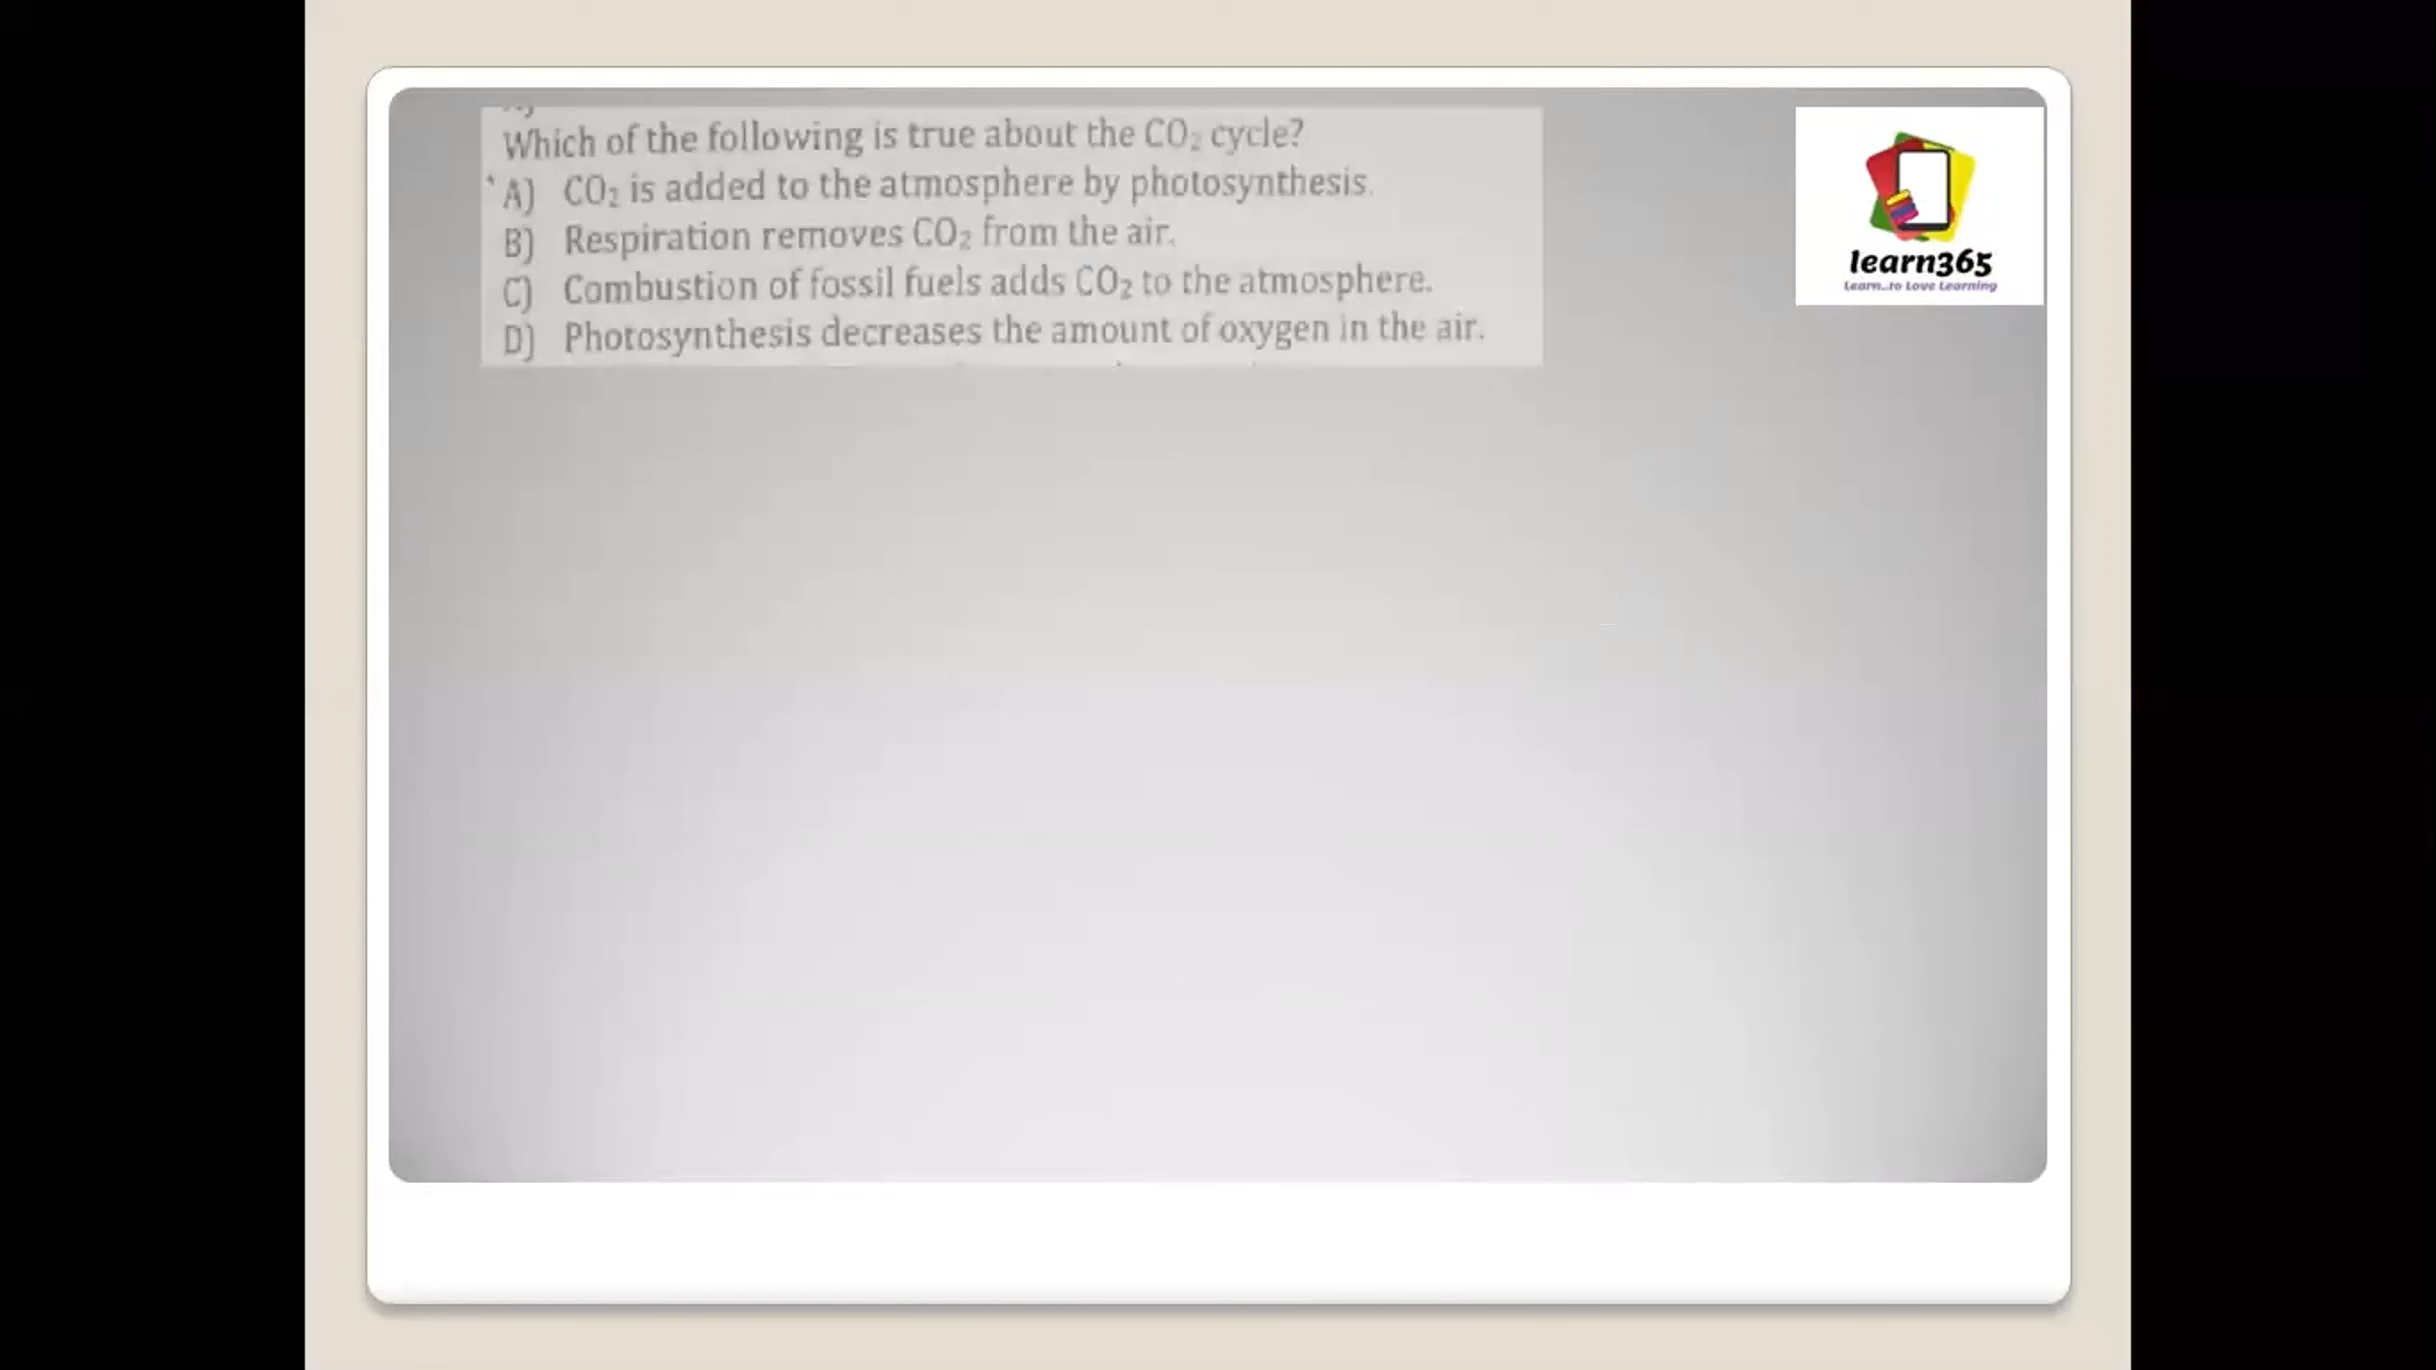 Which of the following is true about the CO₂ cycle?
A) CO₂ is added to the atmosphere by photosynthesis.
B) Respiration removes CO₂ from the air.
C) Combustion of fossil fuels adds CO₂ to the atmosphere.
D) Photosynthesis decreases the amount of oxygen in the air.
learn365
Learn...to Love Learning